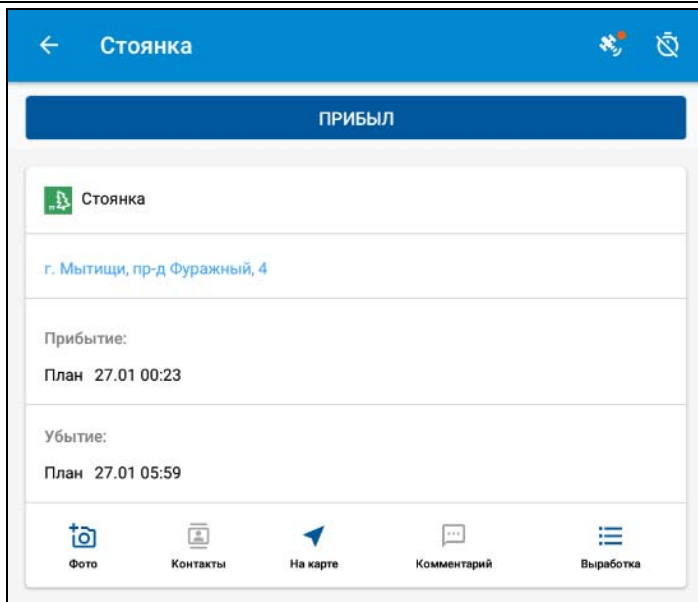 Стоянка
ПРИБЫЛ
Стоянка
г. Мытищи, пр-д Фуражный, 4
Прибытие:
План 27.01 00:23
Убытие:
План 27.01 05:59
Фото Контакты На карте Комментарий Выработка